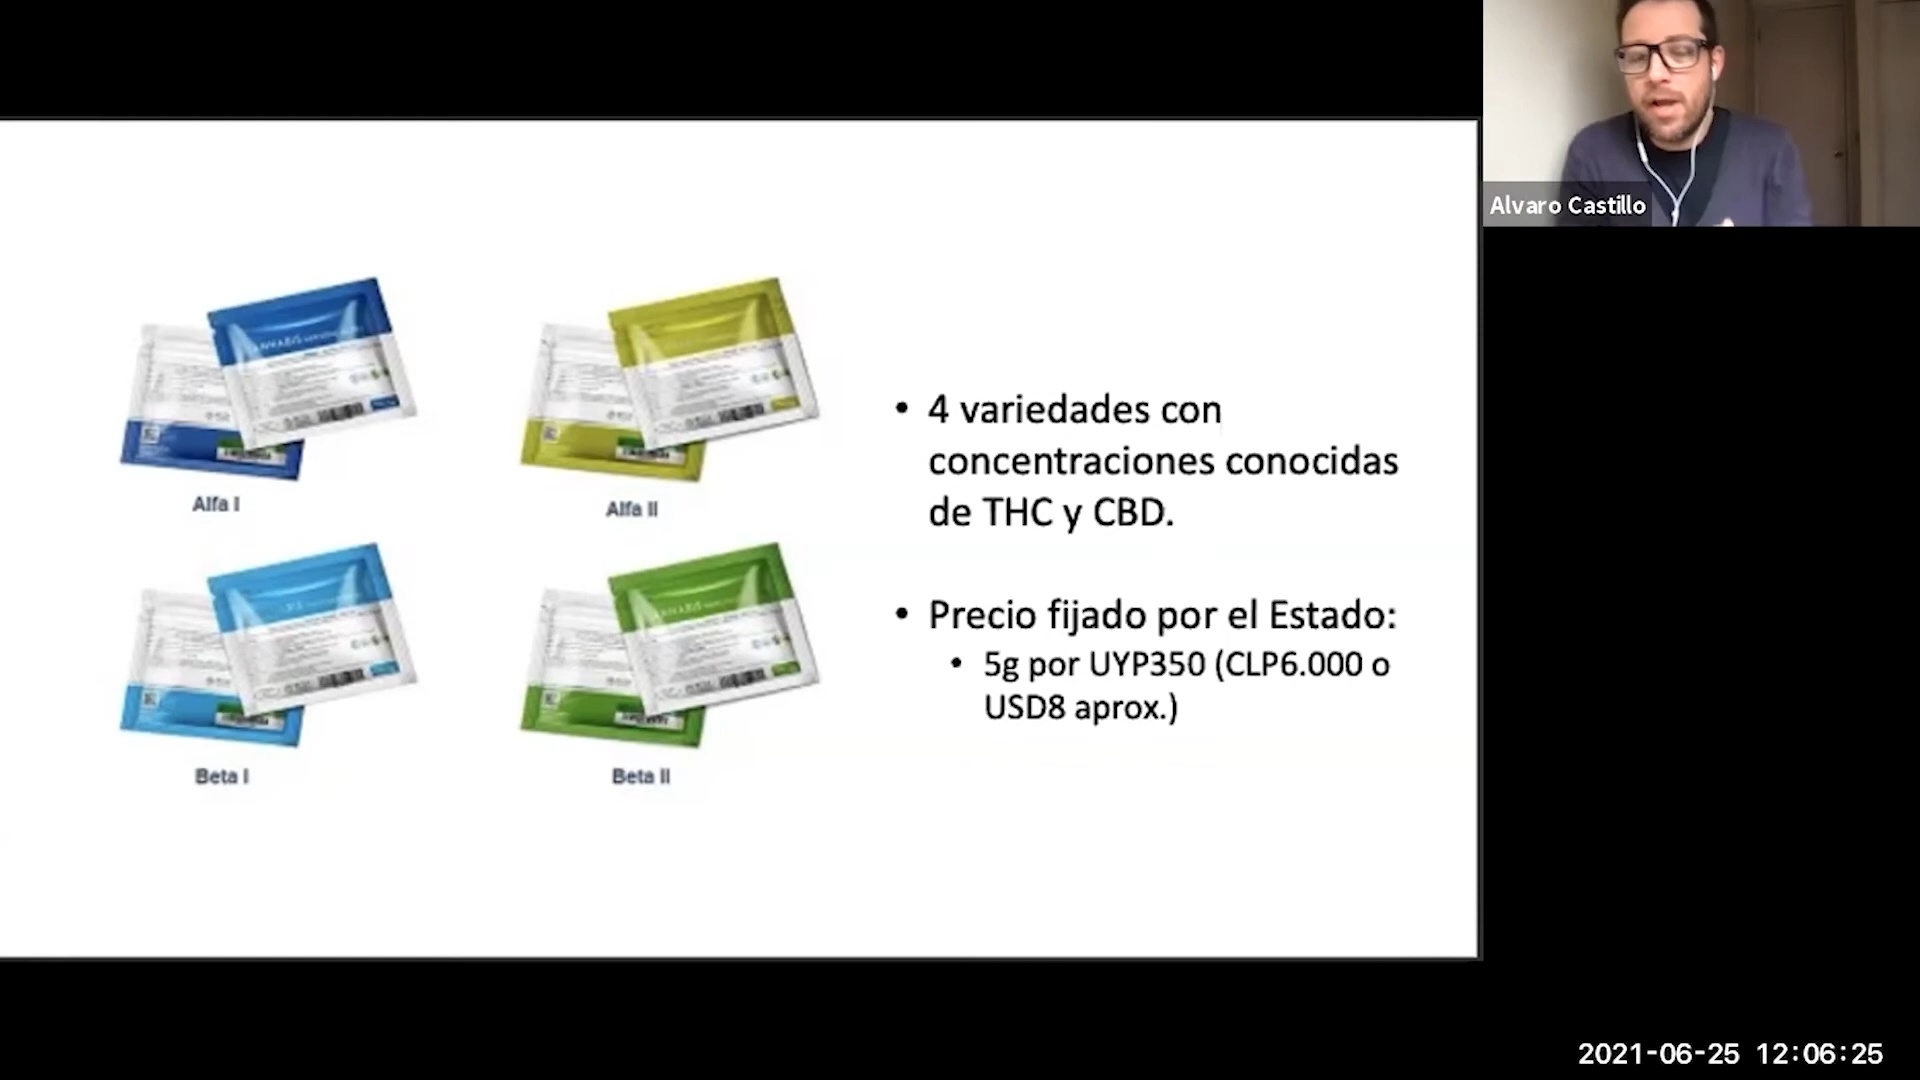 Alvaro Castillo
CANNABIS
Alfa I
Alfa II
• 4 variedades con
concentraciones conocidas
de THC y CBD.
• Precio fijado por el Estado:
• 5g por UYP350 (CLP6.000 o
USD8 aprox.)
Beta I
Beta II
2021-06-25 12:06:25